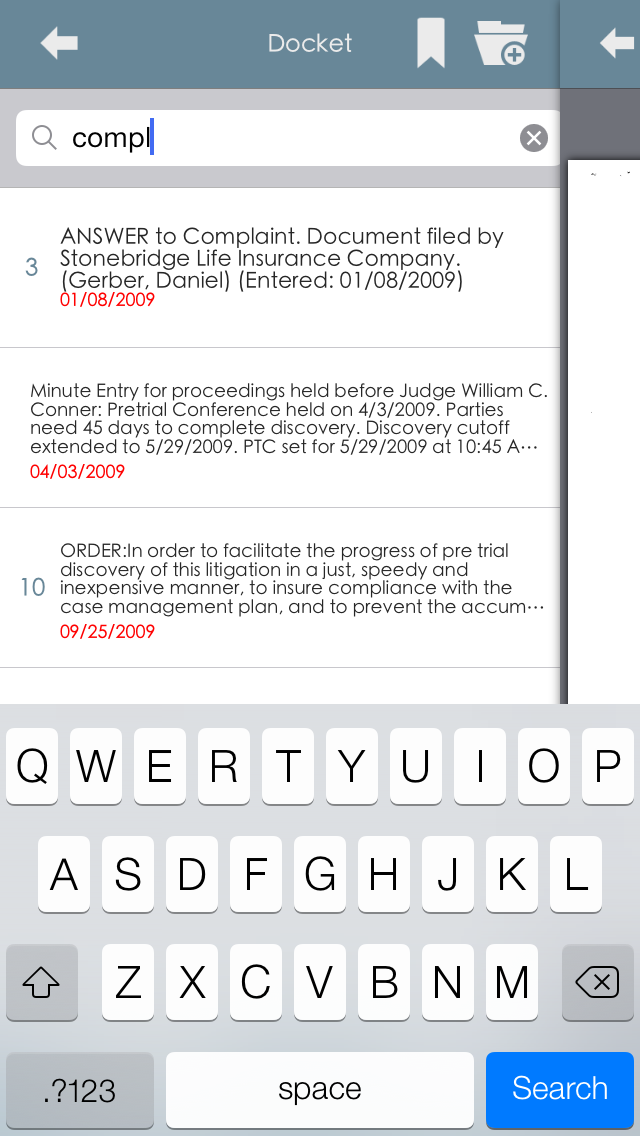 Docket
compl
3
ANSWER to Complaint. Document filed by
Stonebridge Life Insurance Company.
(Gerber, Daniel) (Entered: 01/08/2009)
01/08/2009
Minute Entry for proceedings held before Judge William C.
Conner: Pretrial Conference held on 4/3/2009. Parties
need 45 days to complete discovery. Discovery cutoff
extended to 5/29/2009. PTC set for 5/29/2009 at 10:45 A…
04/03/2009
10
ORDER:In order to facilitate the progress of pre trial
discovery of this litigation in a just, speedy and
inexpensive manner, to insure compliance with the
case management plan, and to prevent the accum…
09/25/2009
Q W E R T Y U I O P
A S D F G H J K L
Z X C V B N M
.?123 space Search